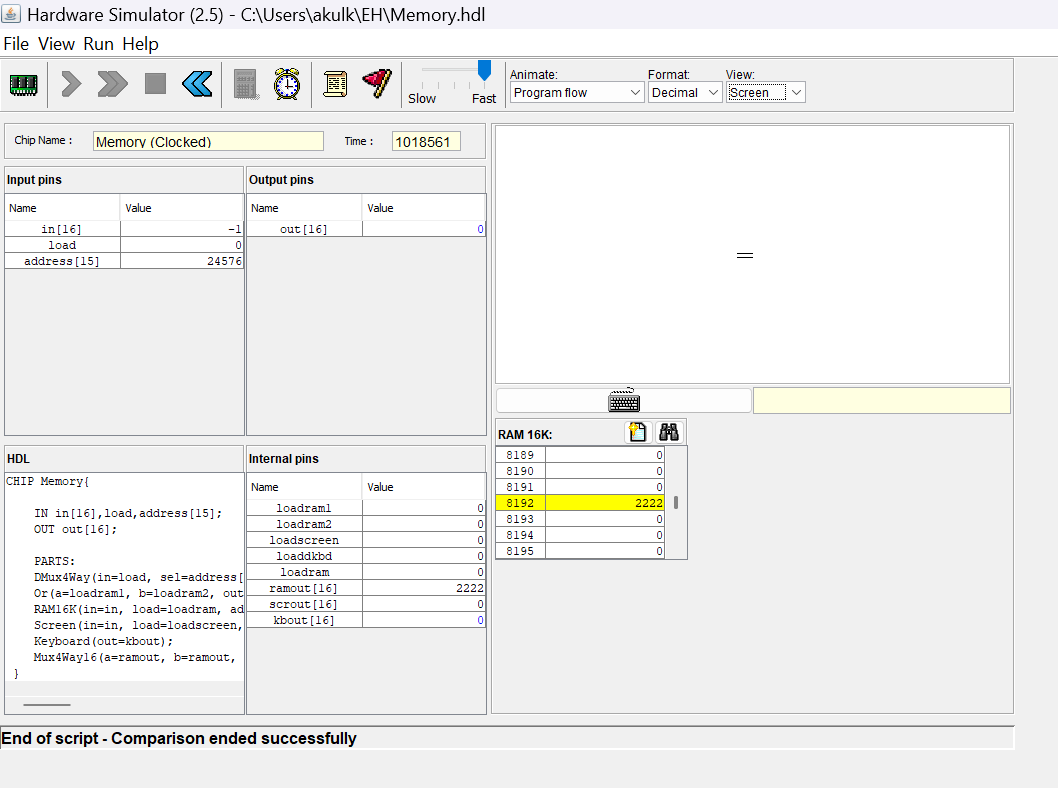 Hardware Simulator (2.5) - C:\Users\akulk\EH\Memory.hdl
File View Run Help
Slow Fast
Animate: Format: View:
Program flow Decimal Screen
Chip Name : Memory (Clocked) Time : 1018561
Input pins
Name Value
in[16] -1
load 0
address[15] 24576
Output pins
Name Value
out[16] 0
HDL
CHIP Memory{
IN in[16],load,address[15];
OUT out[16];
PARTS:
DMux4Way(in=load, sel=address[
Or(a=loadram1, b=loadram2, out
RAM16K(in=in, load=loadram, ad
Screen(in=in, load=loadscreen,
Keyboard(out=kbout);
Mux4Way16(a=ramout, b=ramout,
}
Internal pins
Name Value
loadram1 0
loadram2 0
loadscreen 0
loaddkbd 0
loadram 0
ramout[16] 2222
scrout[16] 0
kbout[16] 0
RAM 16K:
8189 0
8190 0
8191 0
8192 2222
8193 0
8194 0
8195 0
End of script - Comparison ended successfully